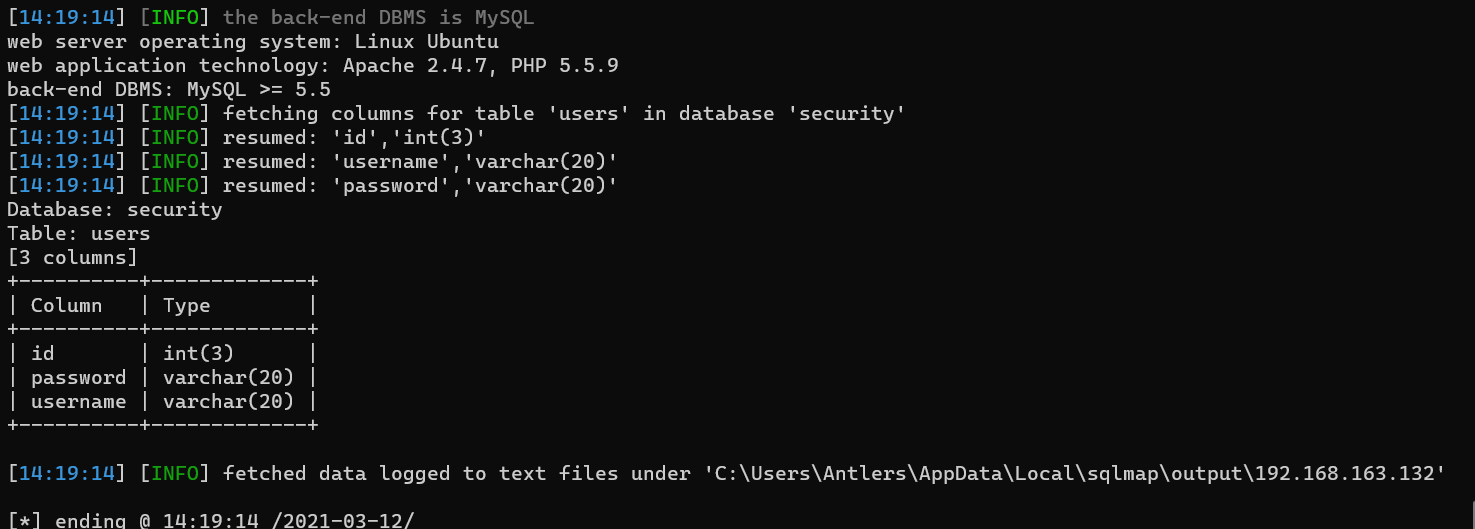 [14:19:14] [INFO] the back-end DBMS is MySQL
web server operating system: Linux Ubuntu
web application technology: Apache 2.4.7, PHP 5.5.9
back-end DBMS: MySQL >= 5.5
[14:19:14] [INFO] fetching columns for table 'users' in database 'security'
[14:19:14] [INFO] resumed: 'id','int(3)'
[14:19:14] [INFO] resumed: 'username','varchar(20)'
[14:19:14] [INFO] resumed: 'password','varchar(20)'
Database: security
Table: users
[3 columns]
+----------+-------------+
| Column   | Type        |
+----------+-------------+
| id       | int(3)      |
| password | varchar(20) |
| username | varchar(20) |
+----------+-------------+
[14:19:14] [INFO] fetched data logged to text files under 'C:\Users\Antlers\AppData\Local\sqlmap\output\192.168.163.132'
[*] ending @ 14:19:14 /2021-03-12/